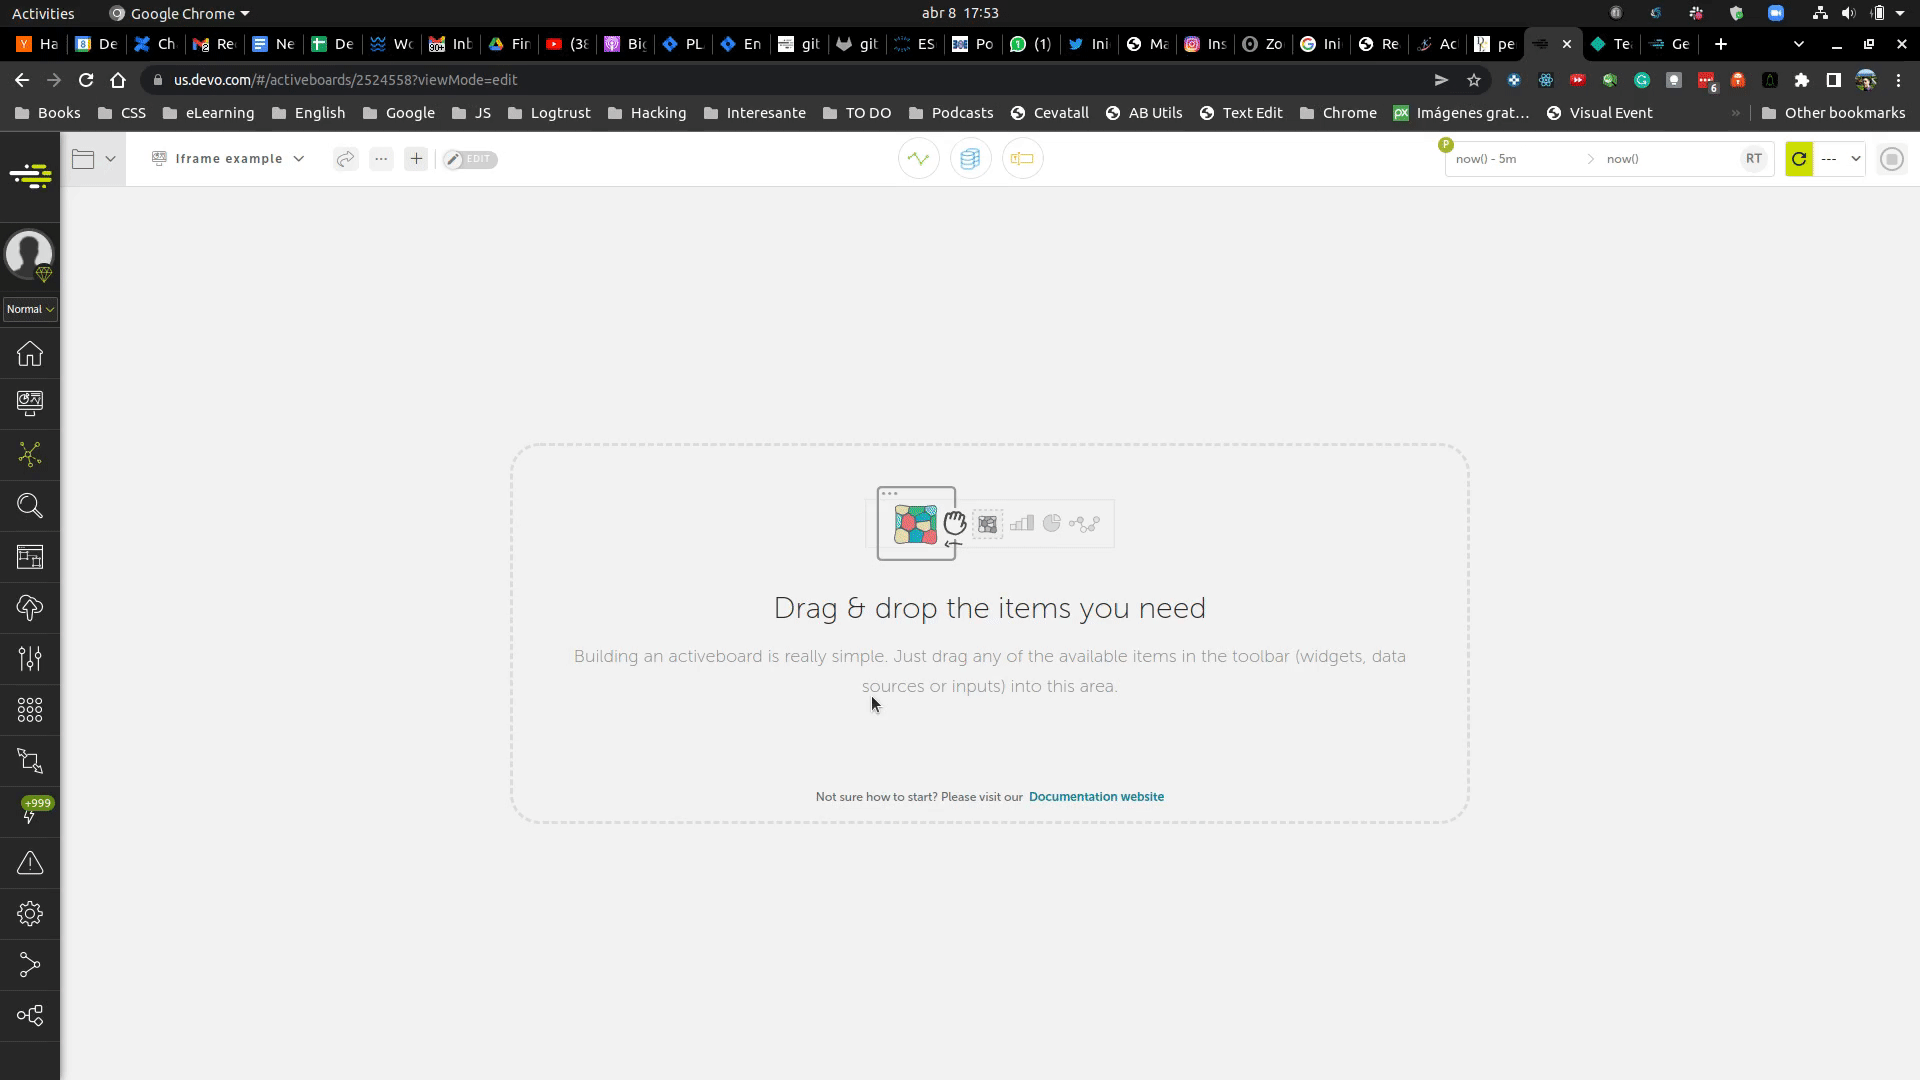 Activities Google Chrome abr 8 17:53
Ha De Ch Re Ne De Wo Inb Fin (38 Big PL En git git ES Po (1) Ini Ma Ins Zo Ini Re Ac pe Te Ge
us.devo.com/#/activeboards/2524558?viewMode=edit
6
Books CSS eLearning English Google JS Logtrust Hacking Interesante TO DO Podcasts Cevatall AB Utils Text Edit Chrome Imágenes grat... Visual Event » Other bookmarks
Iframe example EDIT P now() - 5m now() RT ---
Normal
+999
Drag & drop the items you need
Building an activeboard is really simple. Just drag any of the available items in the toolbar (widgets, data
sources or inputs) into this area.
Not sure how to start? Please visit our Documentation website